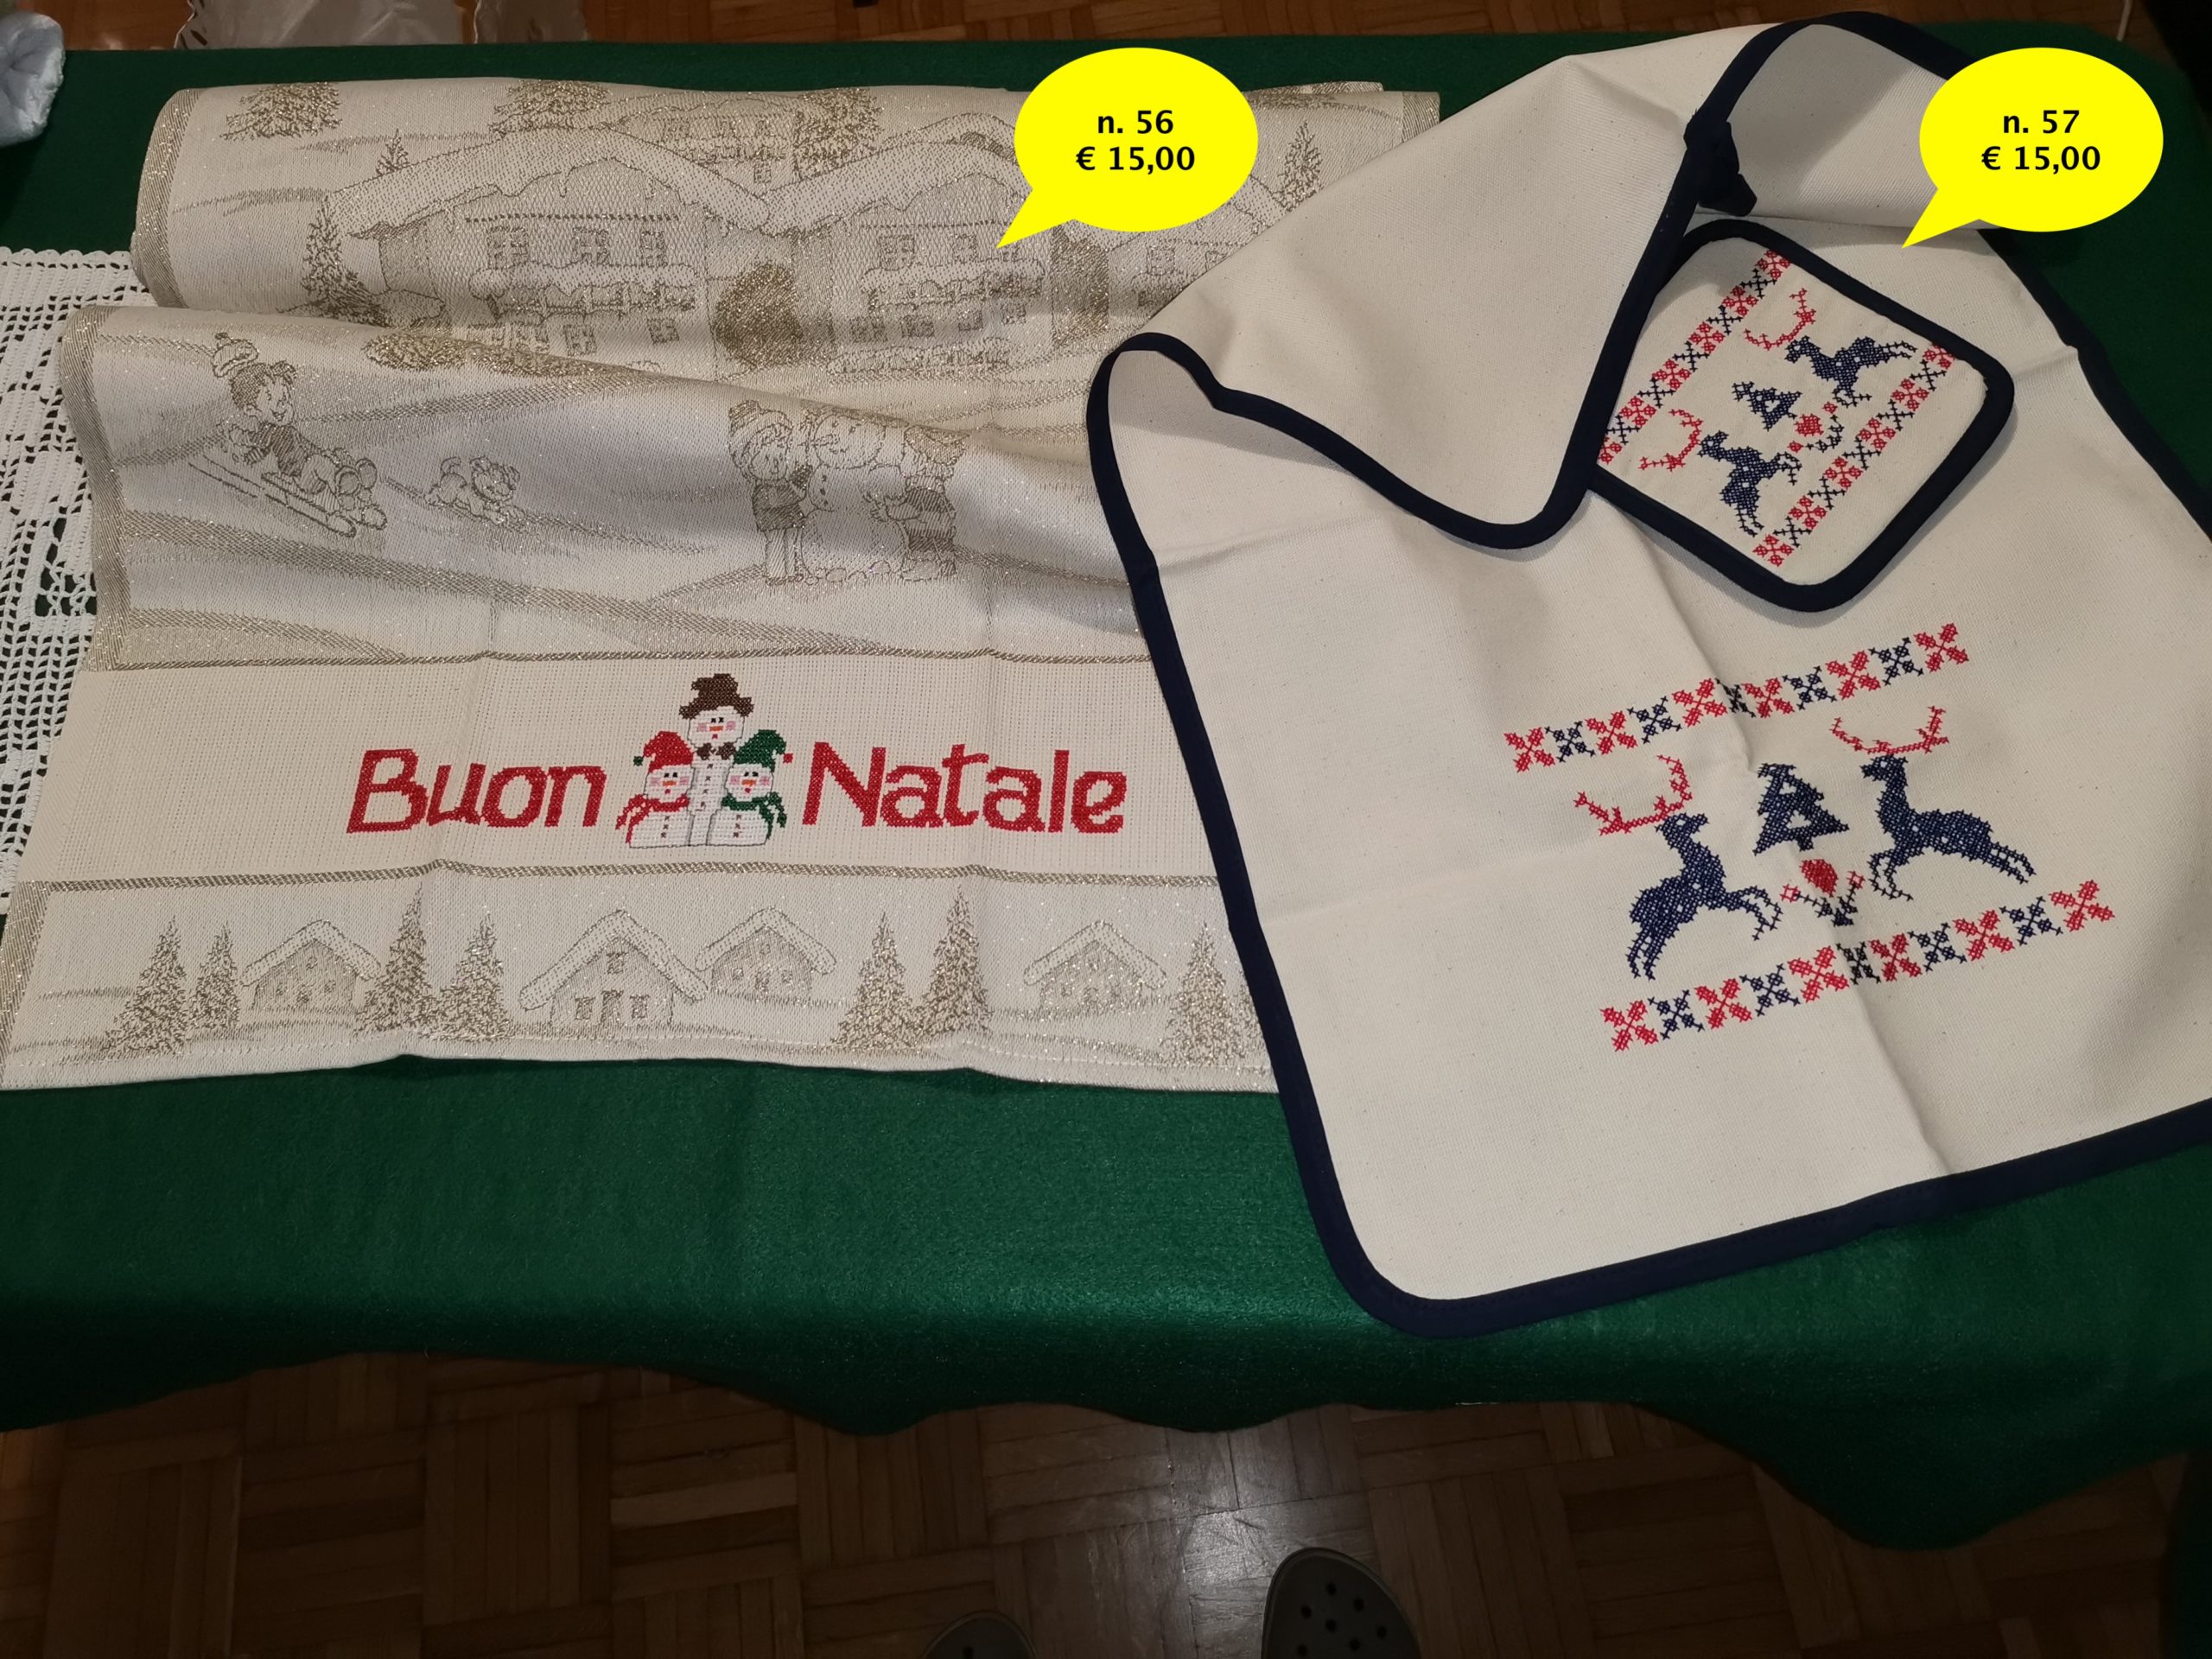 n. 56
€ 15,00
n. 57
€ 15,00
Buon Natale